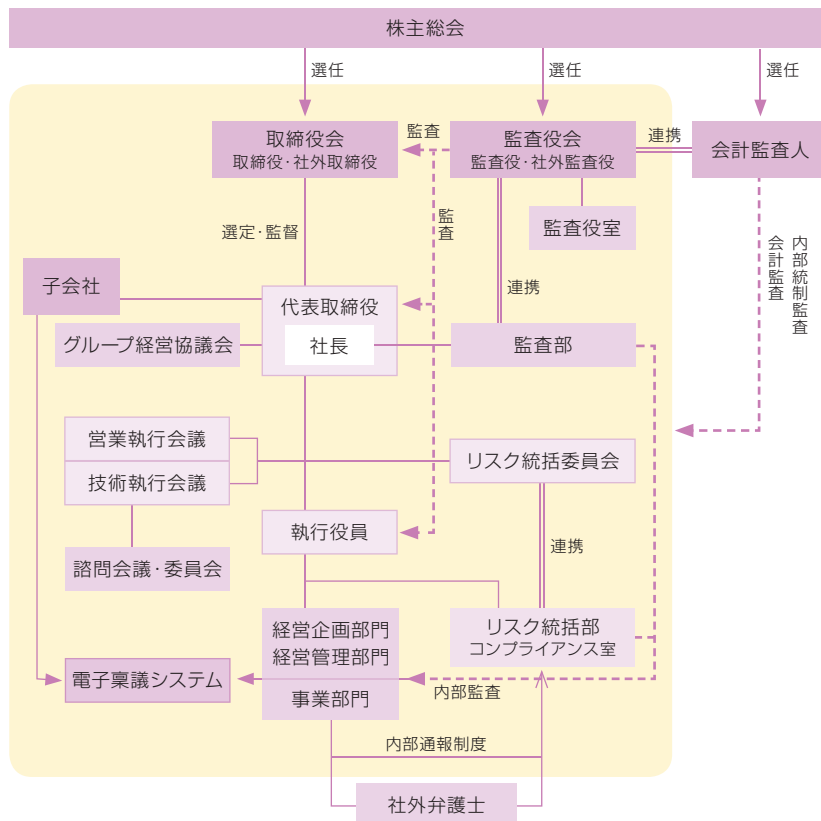 株主総会
選任
選任
選任
取締役会
取締役・社外取締役
監査
監査役会
監査役・社外監査役
連携
会計監査人
監査
選定・監督
監査役室
内部統制監査
会計監査
子会社
連携
代表取締役
社長
グループ経営協議会
監査部
営業執行会議
技術執行会議
リスク統括委員会
執行役員
連携
諮問会議・委員会
経営企画部門
経営管理部門
事業部門
リスク統括部
コンプライアンス室
電子稟議システム
内部監査
内部通報制度
社外弁護士